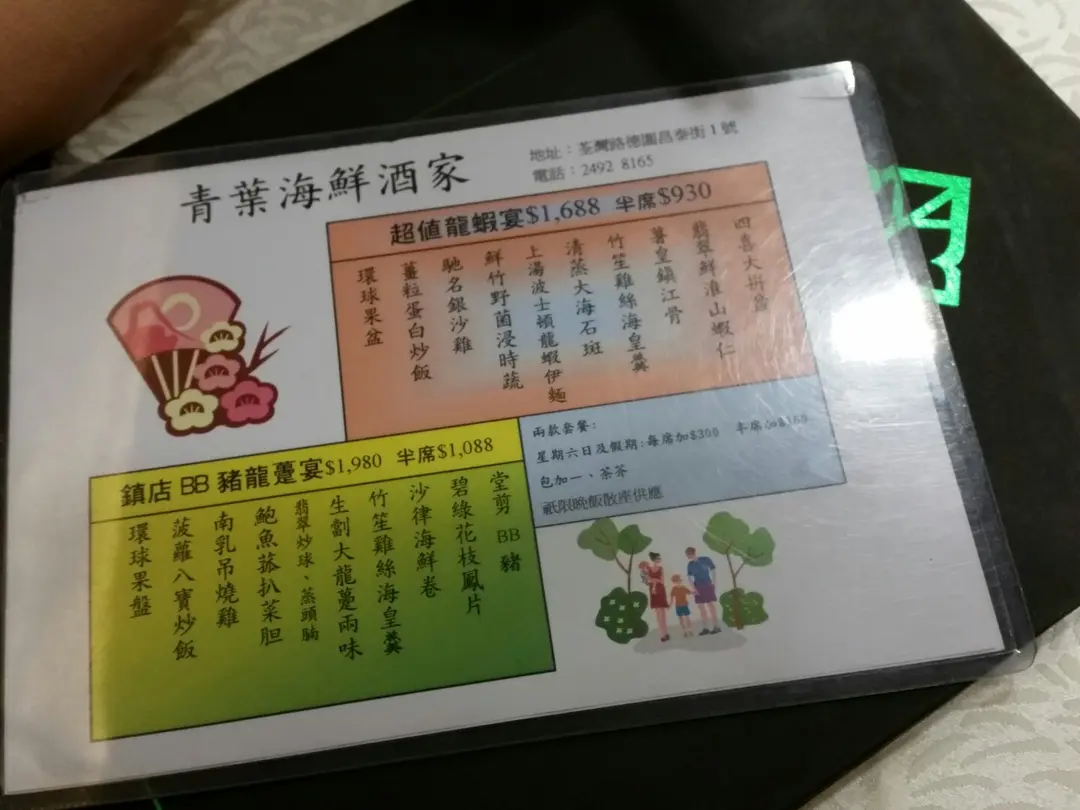 青葉海鮮酒家
地址：荃灣路德圍昌泰街1號
電話：2492 8165
超值龍蝦宴$1,688 半席$930
四喜大拼盆
翡翠鮮淮山蝦仁
薯皇鎮江骨
竹笙雞絲海皇羹
清蒸大海石斑
上湯波士頓龍蝦伊麵
鮮竹野菌浸時蔬
馳名銀沙雞
薑粒蛋白炒飯
環球果盆
兩款套餐:
星期六日及假期:每席加$300 半席加$168
包加一、茶芥
祇限晚飯散座供應
鎮店BB豬龍躉宴$1,980 半席$1,088
堂剪BB豬
碧綠花枝鳳片
沙律海鮮卷
竹笙雞絲海皇羹
生劏大龍躉兩味
翡翠炒球、蒸頭腩
鮑魚菇扒菜胆
南乳吊燒雞
菠蘿八寶炒飯
環球果盤